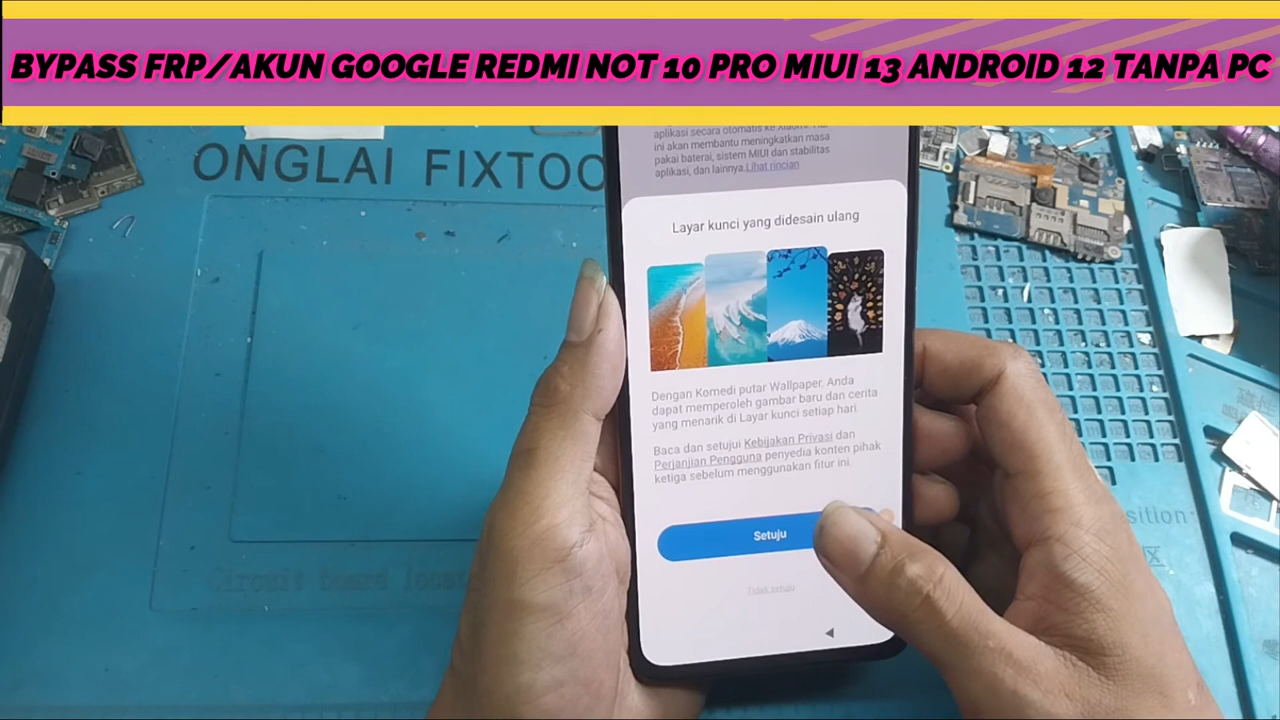 BYPASS FRP/AKUN GOOGLE REDMI NOT 10 PRO MIUI 13 ANDROID 12 TANPA PC
ONGLAI FIXTOO
aplikasi secara otomatis ke
ini akan membantu meningkatkan masa
pakai baterai, sistem MIUI dan stabilitas
aplikasi, dan lainnya.Lihat rincian
Layar kunci yang didesain ulang
Dengan Komedi putar Wallpaper. Anda
dapat memperoleh gambar baru dan cerita
yang menarik di Layar kunci setiap hari
Baca dan setujui Kebijakan Privasi dan
Perjanjian Pengguna penyedia konten pihak
ketiga sebelum menggunakan fitur ini.
Setuju
Tidak setuju
Circuit Board
sition: